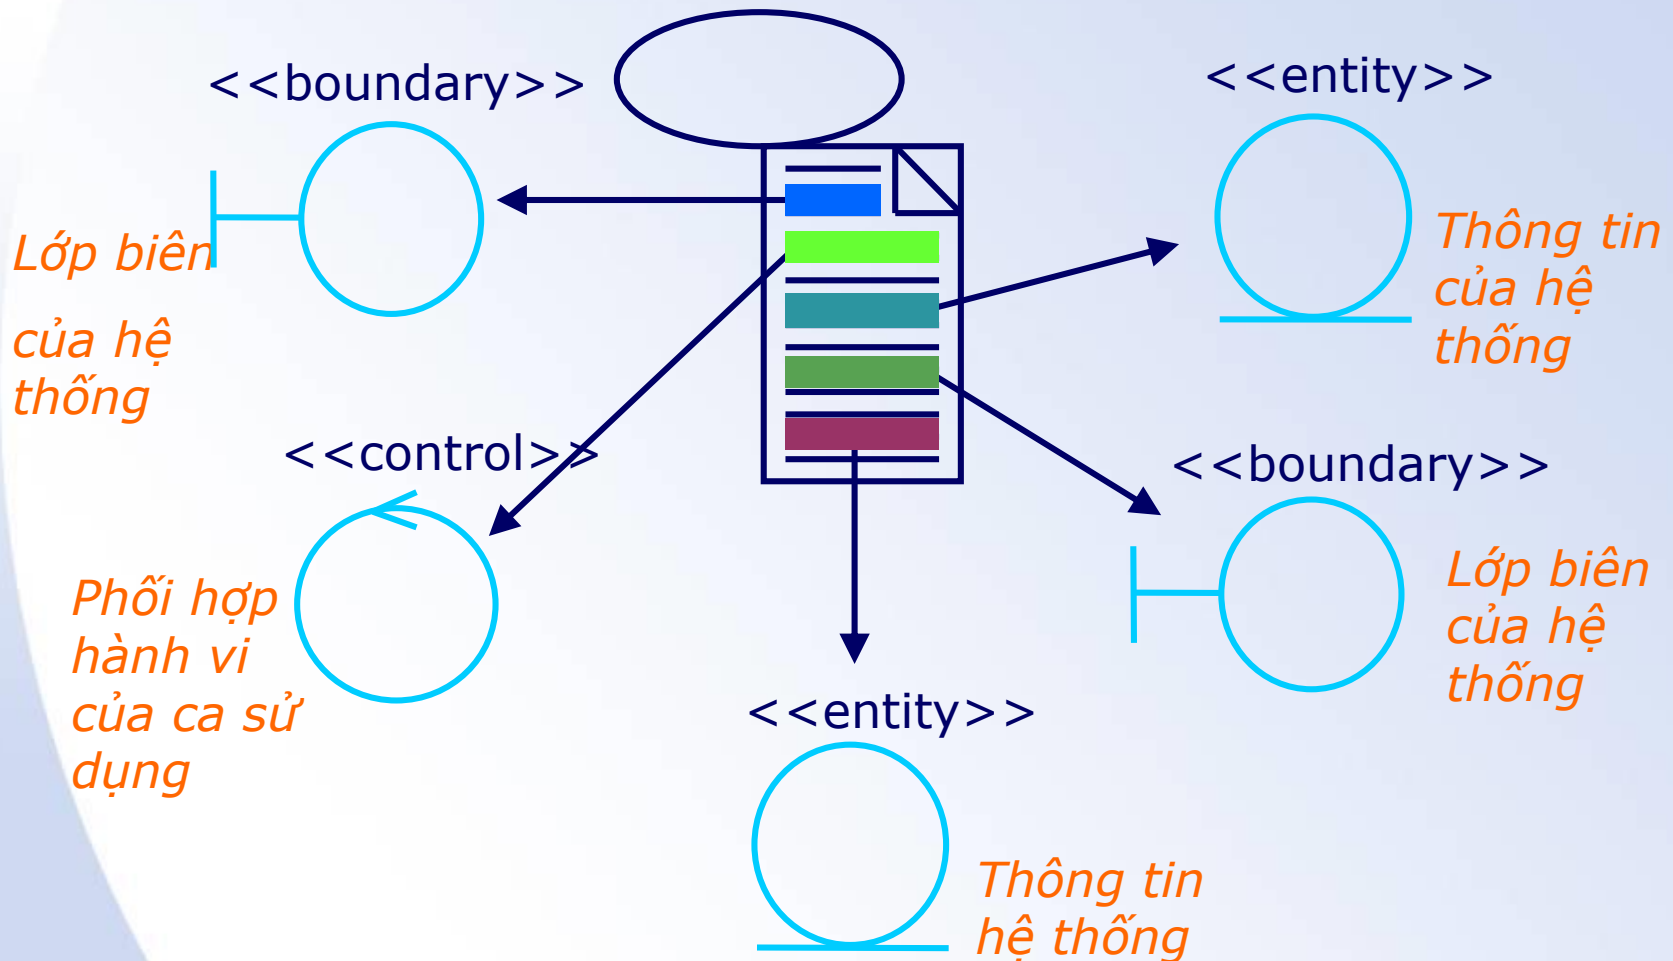 <<boundary>>
Lớp biên
của hệ
thống
<<entity>>
Thông tin
của hệ
thống
<<control>>
Phối hợp
hành vi
của ca sử
dụng
<<boundary>>
Lớp biên
của hệ
thống
<<entity>>
Thông tin
hệ thống